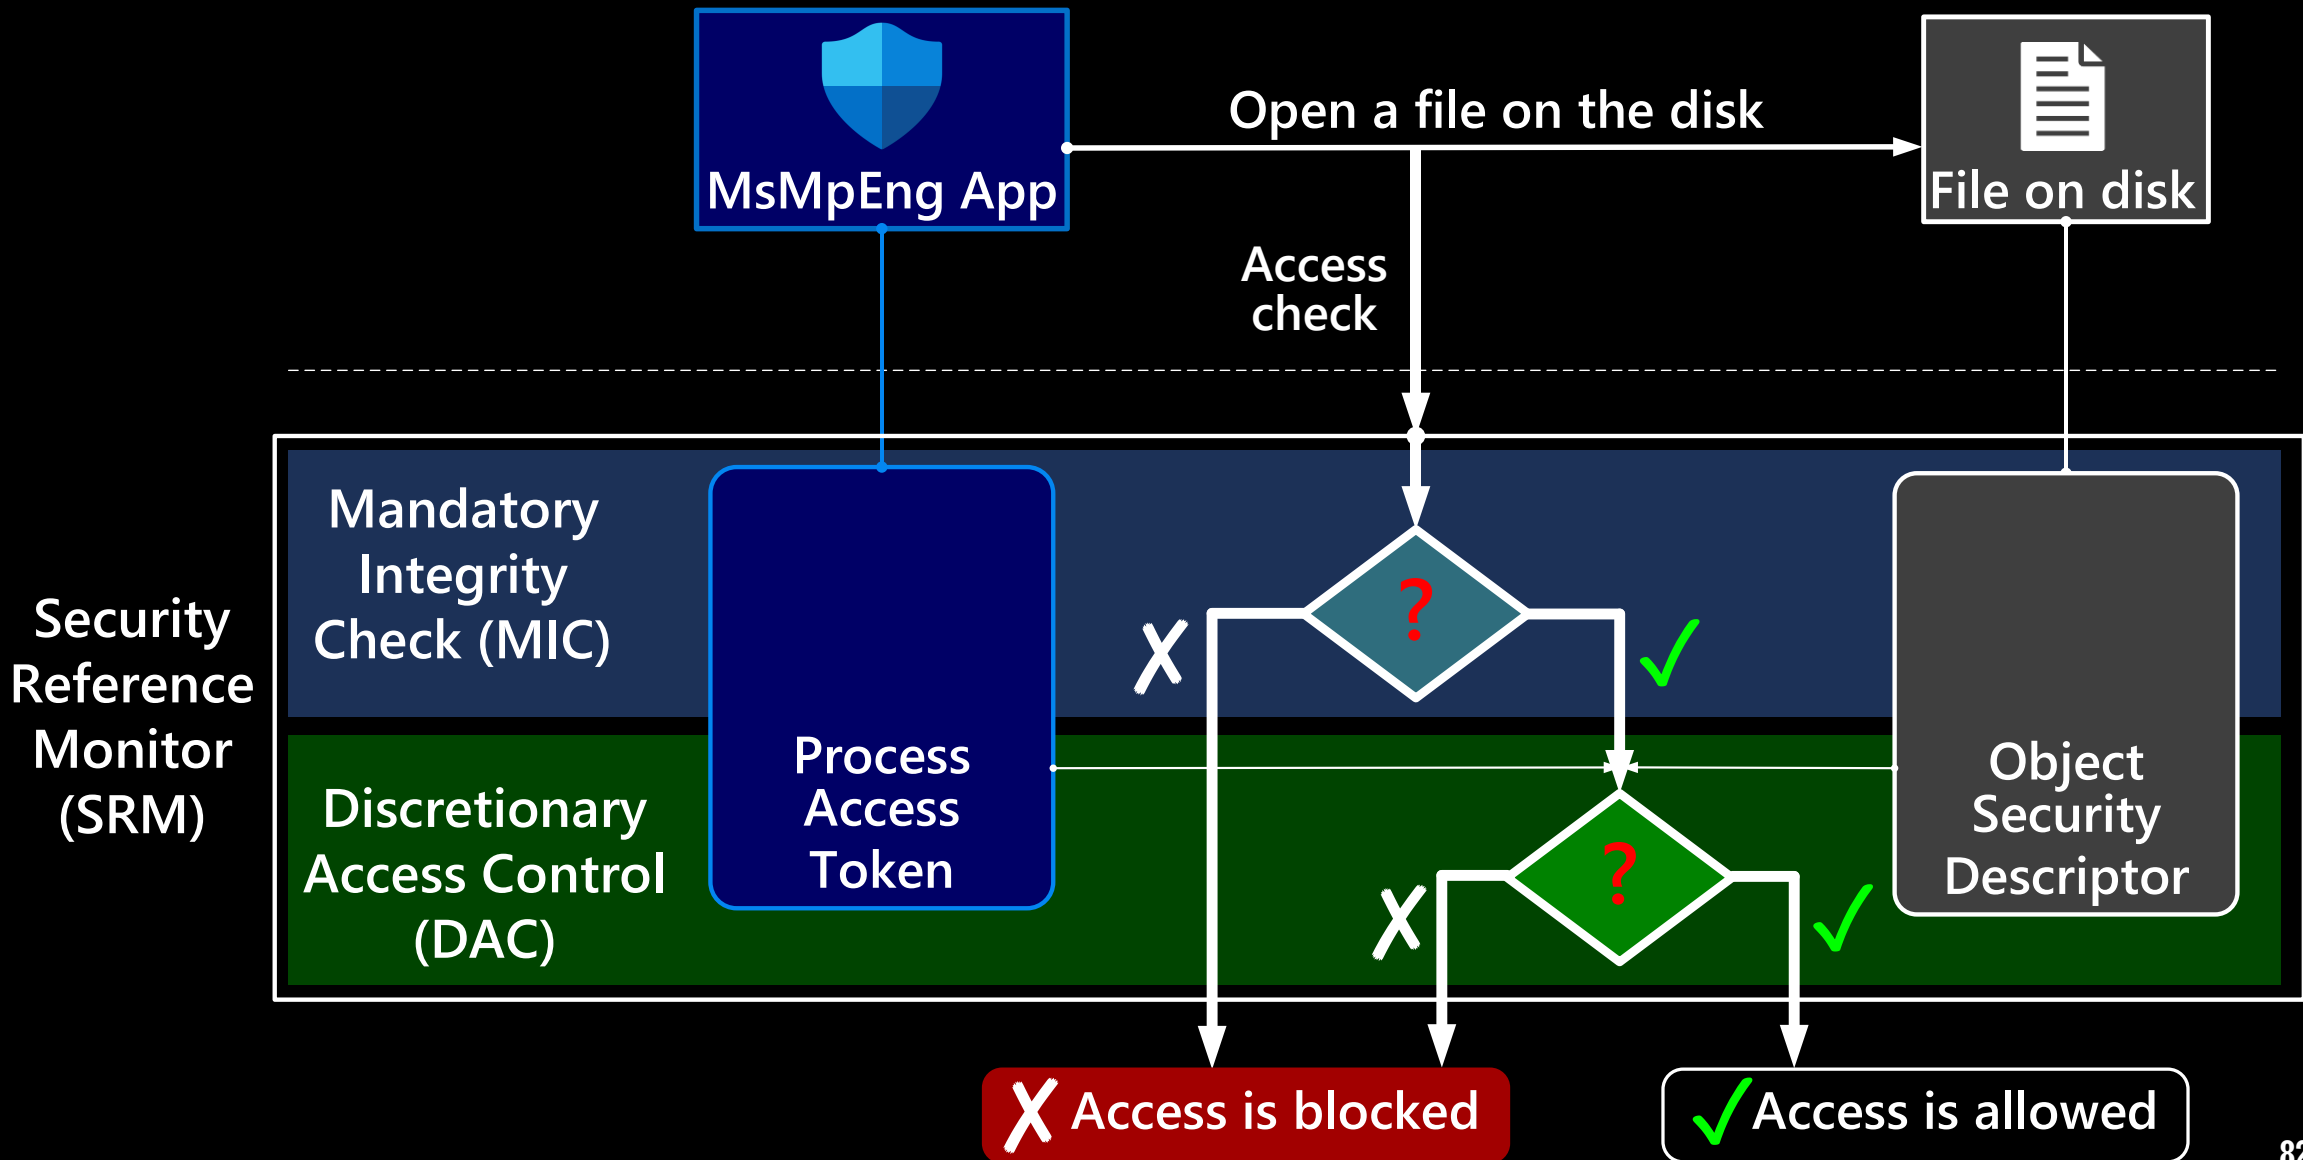 Open a file on the disk
MsMpEng App
File on disk
Access
check
Mandatory
Integrity
Check (MIC)
?
Security
Reference
Monitor
(SRM)
Process
Access
Token
Object
Security
Descriptor
Discretionary
Access Control
(DAC)
?
Access is blocked
Access is allowed
82